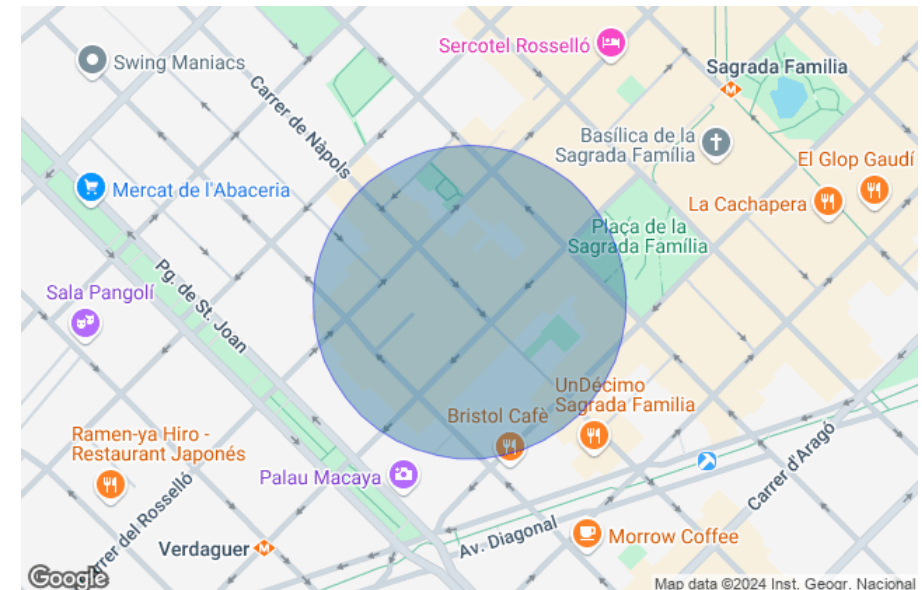 Sercotel Rosselló
Swing Maniacs
Sagrada Familia
Carrer de Nàpols
Basílica de la
Sagrada Família
El Glop Gaudí
Mercat de l'Abaceria
La Cachapera
Plaça de la
Sagrada Família
Pg. de St. Joan
Sala Pangolí
UnDécimo
Sagrada Familia
Bristol Cafè
Ramen-ya Hiro -
Restaurant Japonés
Palau Macaya
Carrer d'Aragó
Carrer del Rosselló
Verdaguer
Av. Diagonal
Morrow Coffee
Google
Map data ©2024 Inst. Geogr. Nacional